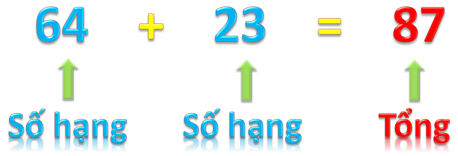 64 + 23 = 87
Số hạng Số hạng Tổng